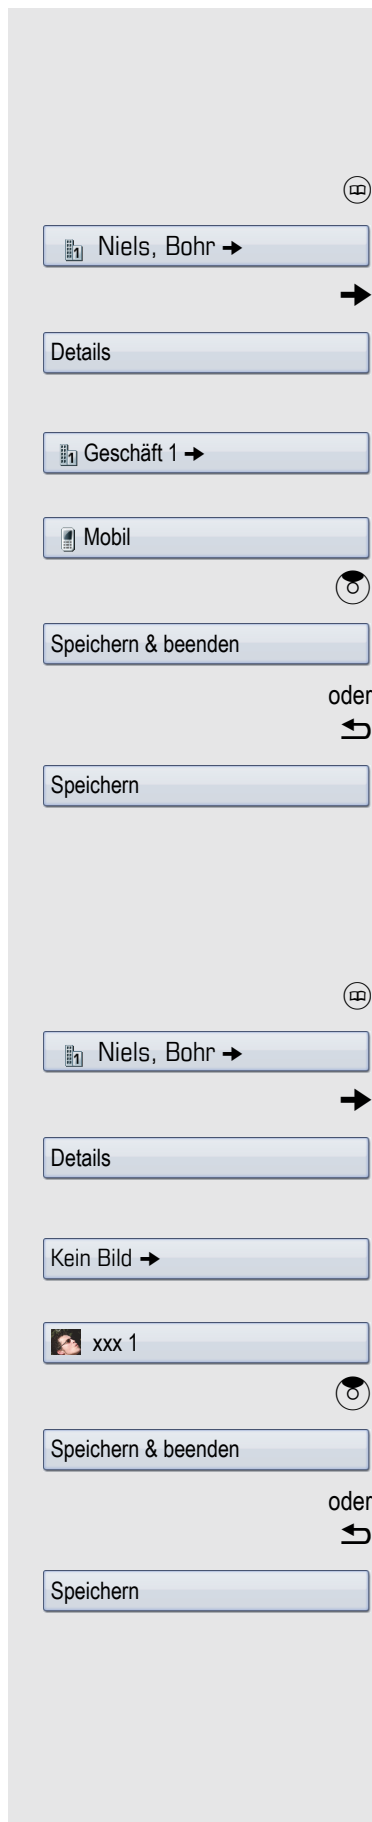 Niels, Bohr →
Details
1 Geschäft 1 →
Mobil
Speichern & beenden
oder
Speichern
Niels, Bohr →
Details
Kein Bild →
xxx 1
Speichern & beenden
oder
Speichern